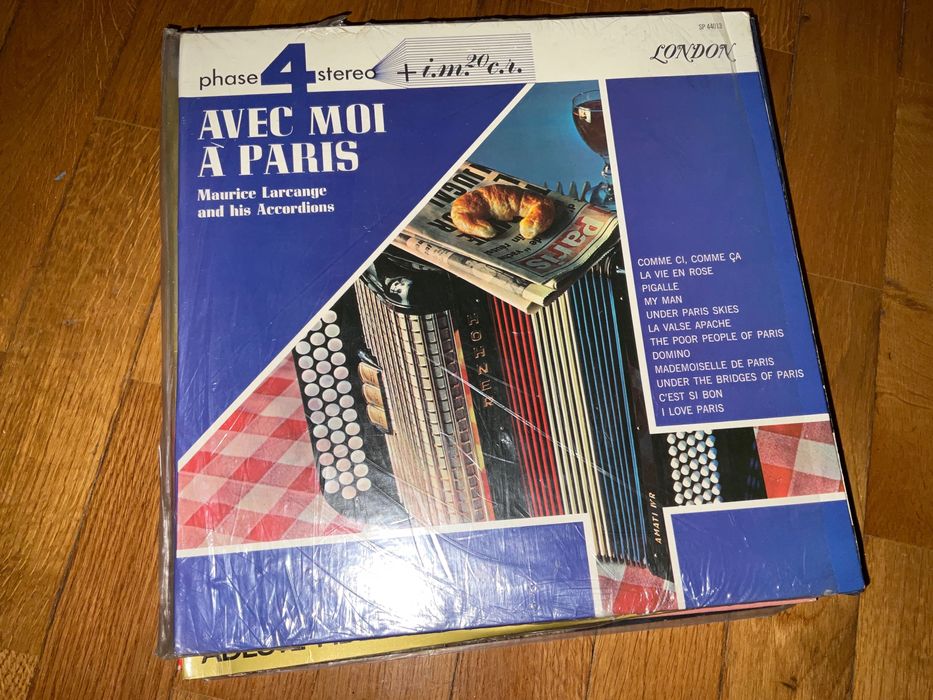 SP 44013
phase 4 stereo
+ i.m. 20 c.r.
LONDON
AVEC MOI
À PARIS
Maurice Larcange
and his Accordions
Paris
HOHNER
COMME CI, COMME ÇA
LA VIE EN ROSE
PIGALLE
MY MAN
UNDER PARIS SKIES
LA VALSE APACHE
THE POOR PEOPLE OF PARIS
DOMINO
MADEMOISELLE DE PARIS
UNDER THE BRIDGES OF PARIS
C'EST SI BON
I LOVE PARIS
AMATI D'R